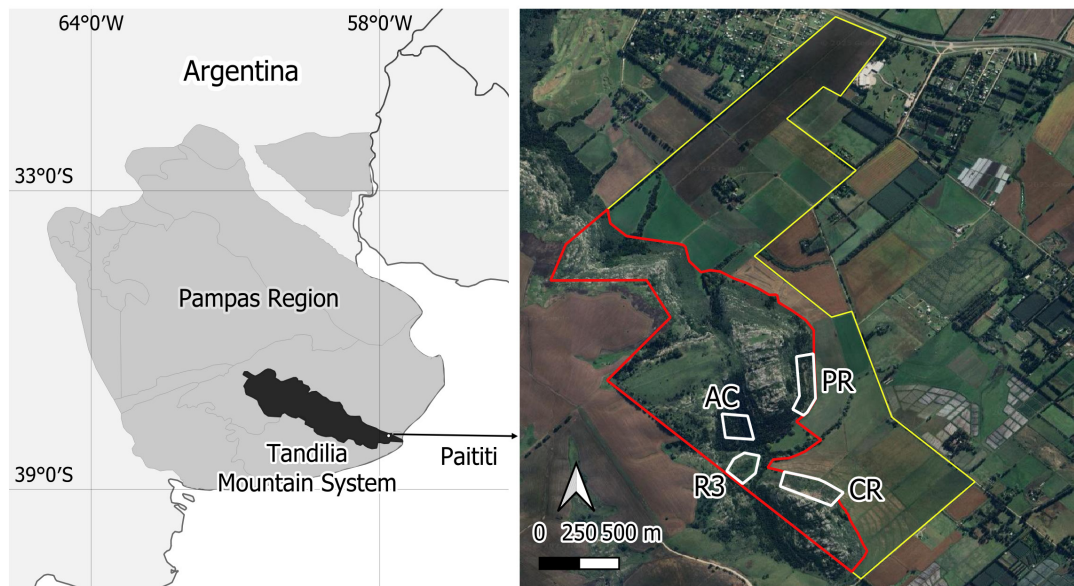 64°0'W
58°0'W
Argentina
33°0'S
Pampas Region
Tandilia
Mountain System
Paititi
39°0'S
PR
AC
R3
CR
0 250 500 m